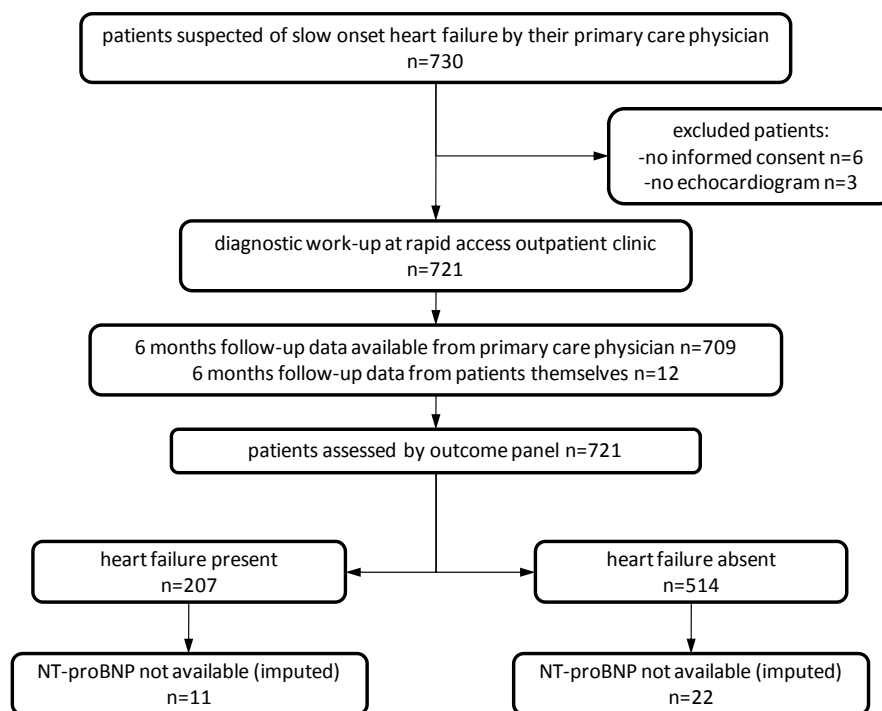 patients suspected of slow onset heart failure by their primary care physician
n=730
excluded patients:
-no informed consent n=6
-no echocardiogram n=3
diagnostic work-up at rapid access outpatient clinic
n=721
6 months follow-up data available from primary care physician n=709
6 months follow-up data from patients themselves n=12
patients assessed by outcome panel n=721
heart failure present
n=207
heart failure absent
n=514
NT-proBNP not available (imputed)
n=11
NT-proBNP not available (imputed)
n=22